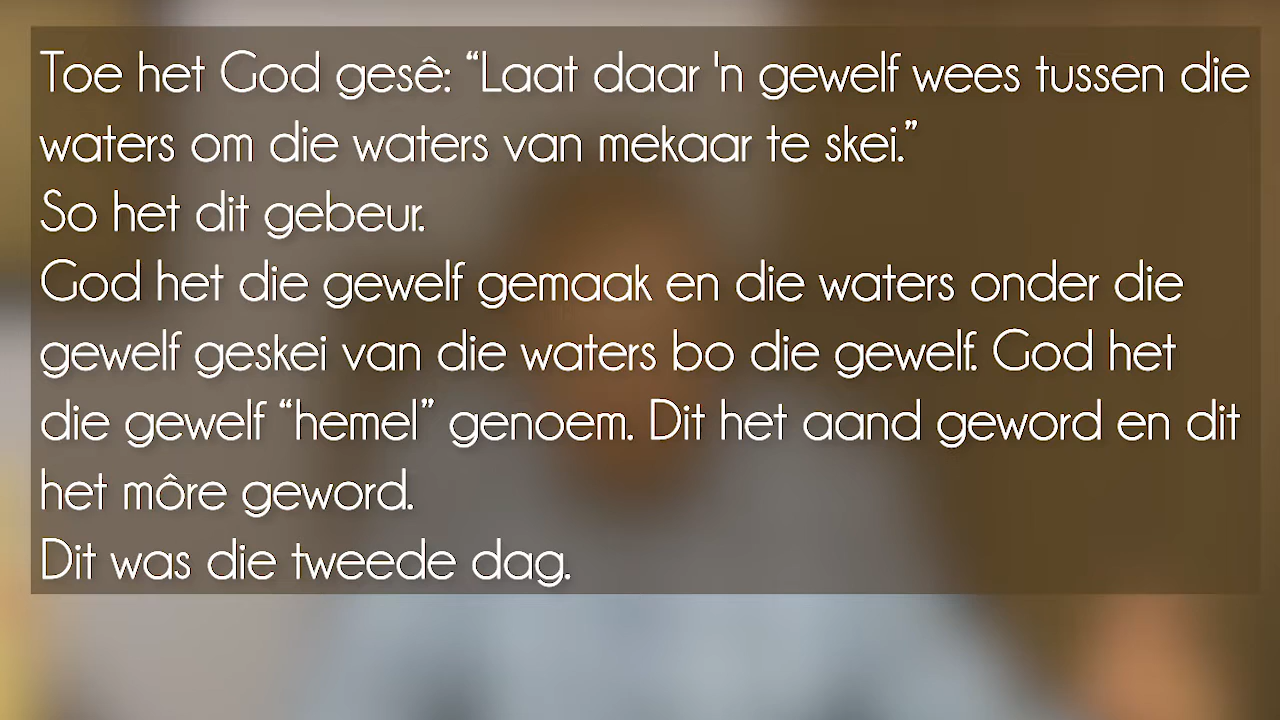 Toe het God gesê: “Laat daar 'n gewelf wees tussen die
waters om die waters van mekaar te skei.”
So het dit gebeur.
God het die gewelf gemaak en die waters onder die
gewelf geskei van die waters bo die gewelf. God het
die gewelf “hemel” genoem. Dit het aand geword en dit
het môre geword.
Dit was die tweede dag.